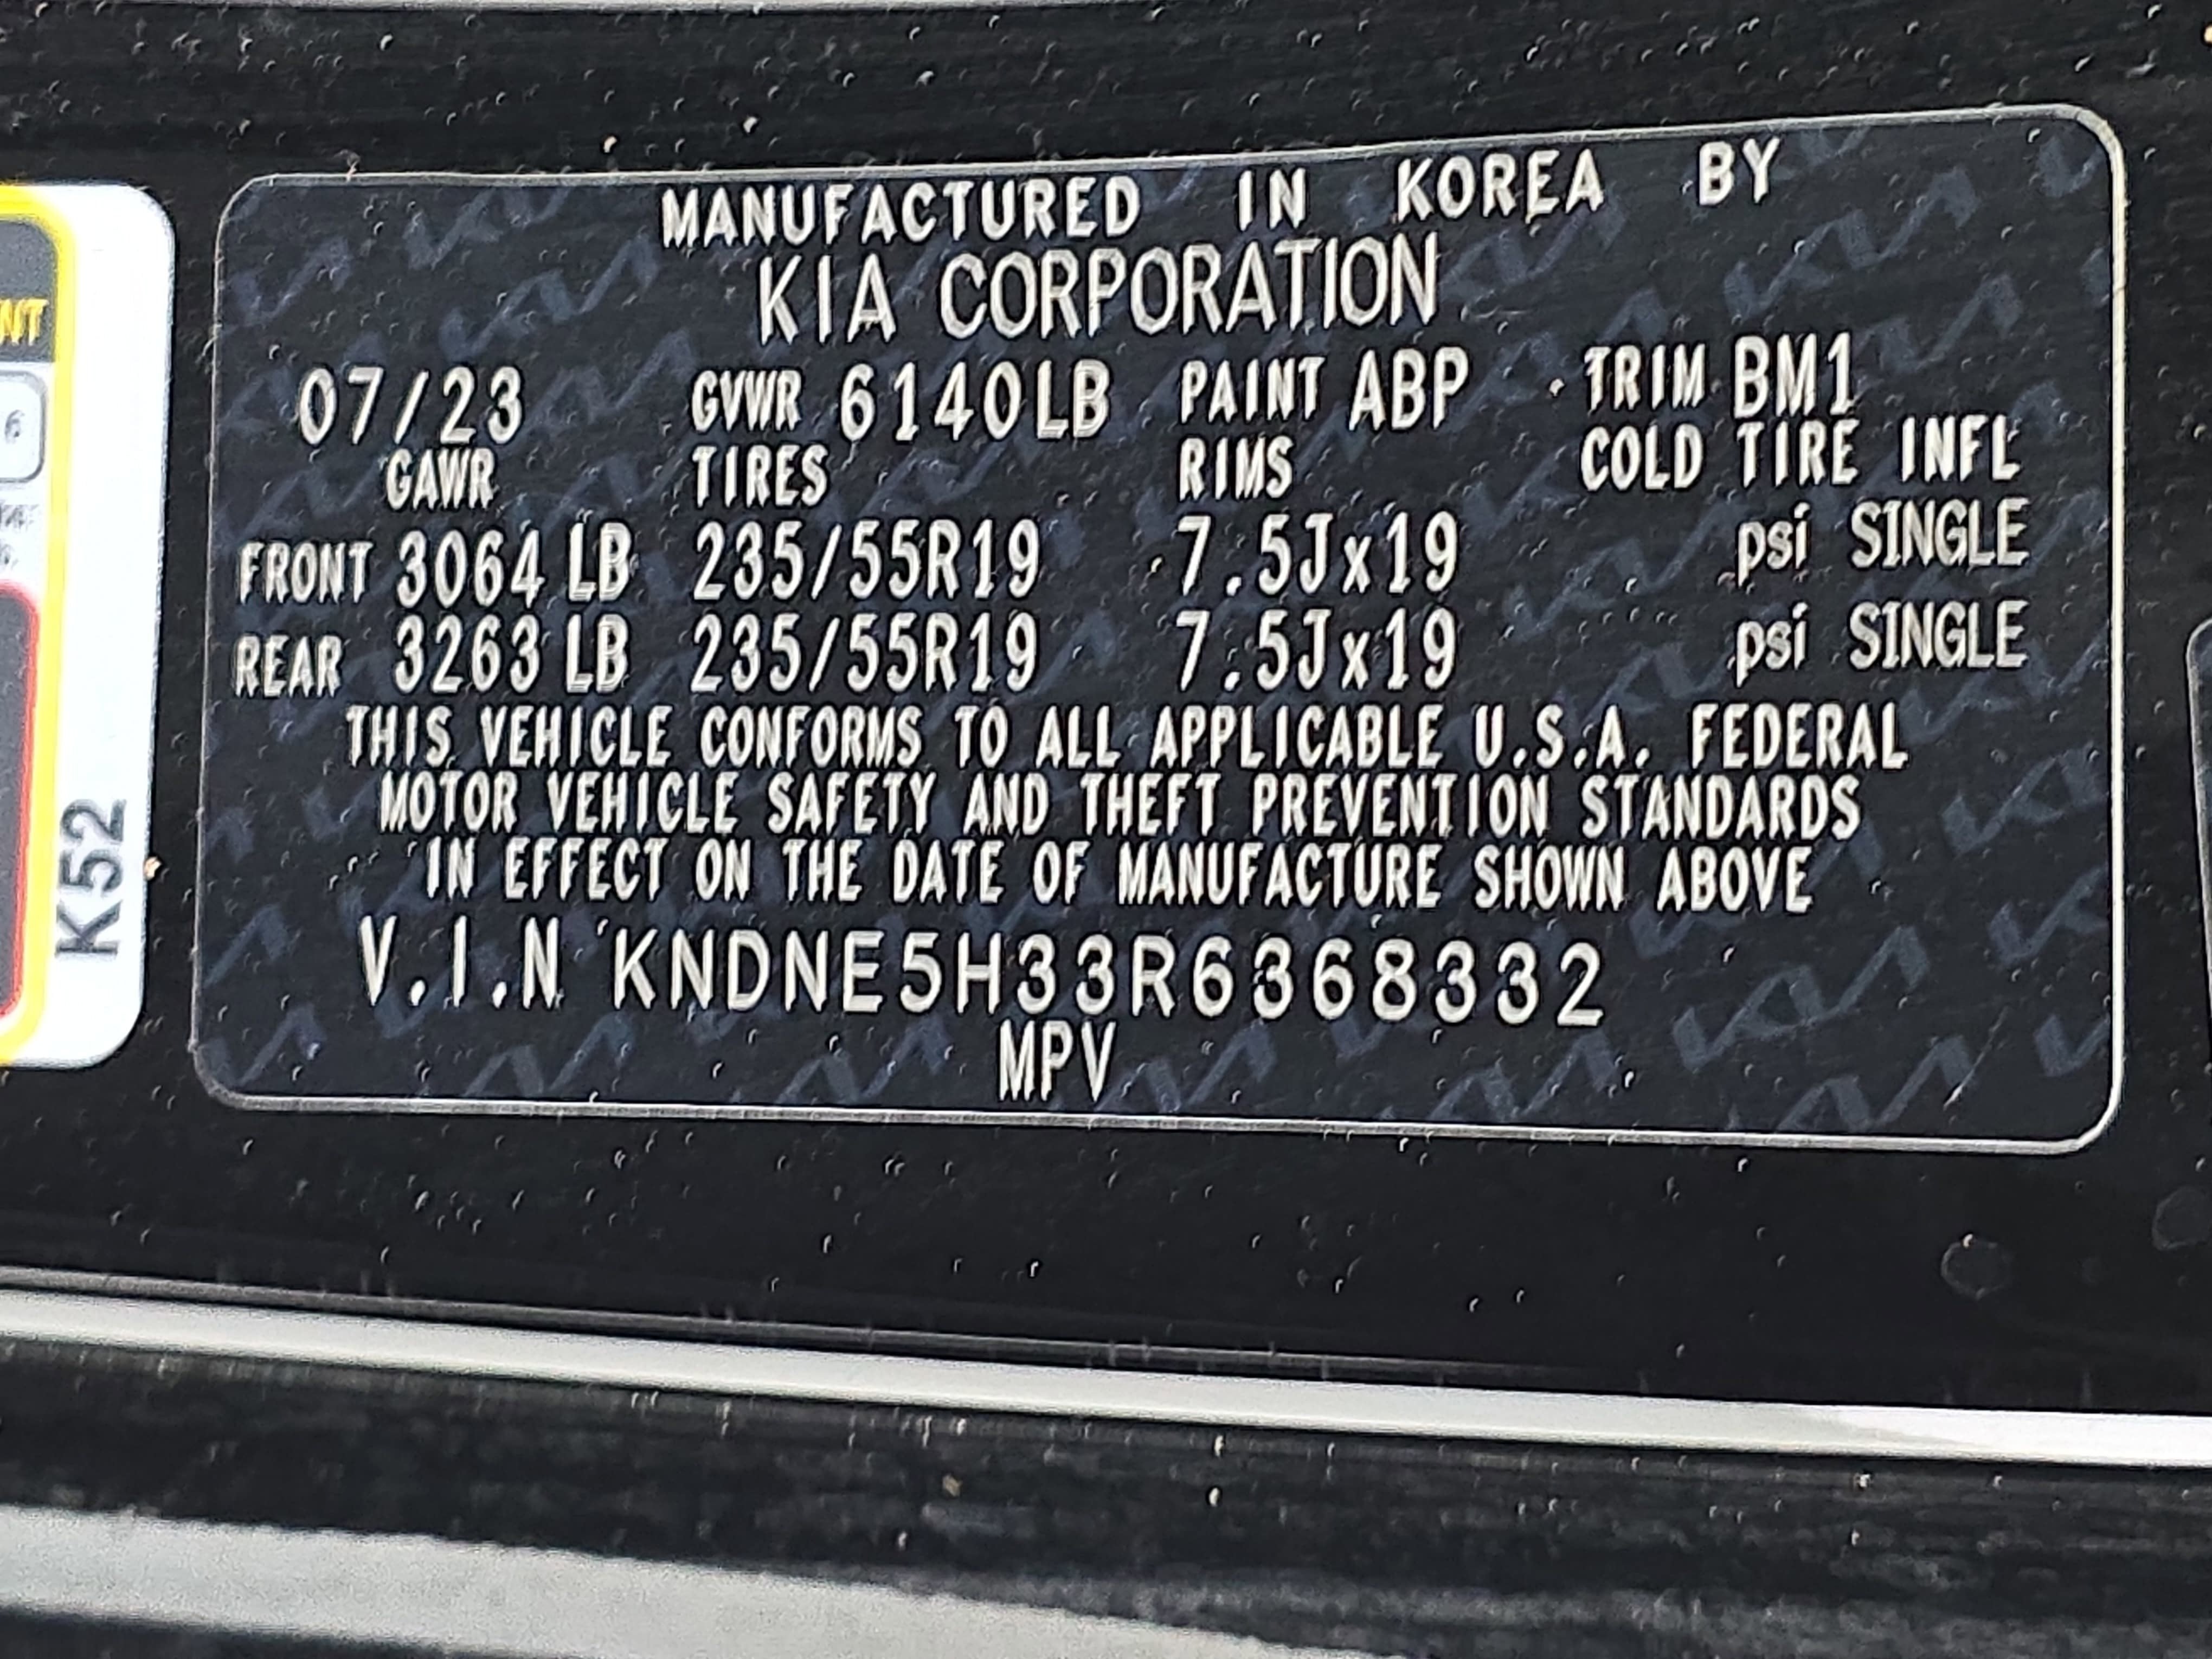 MANUFACTURED IN KOREA BY
KIA CORPORATION
07/23 GVWR 6140LB PAINT ABP TRIM BM1
GAWR TIRES RIMS COLD TIRE INFL
FRONT 3064 LB 235/55R19 7.5Jx19 psi SINGLE
REAR 3263 LB 235/55R19 7.5Jx19 psi SINGLE
THIS VEHICLE CONFORMS TO ALL APPLICABLE U.S.A. FEDERAL
MOTOR VEHICLE SAFETY AND THEFT PREVENTION STANDARDS
IN EFFECT ON THE DATE OF MANUFACTURE SHOWN ABOVE
V.I.N KNDNE5H33R6368332
MPV
NT
6
K52